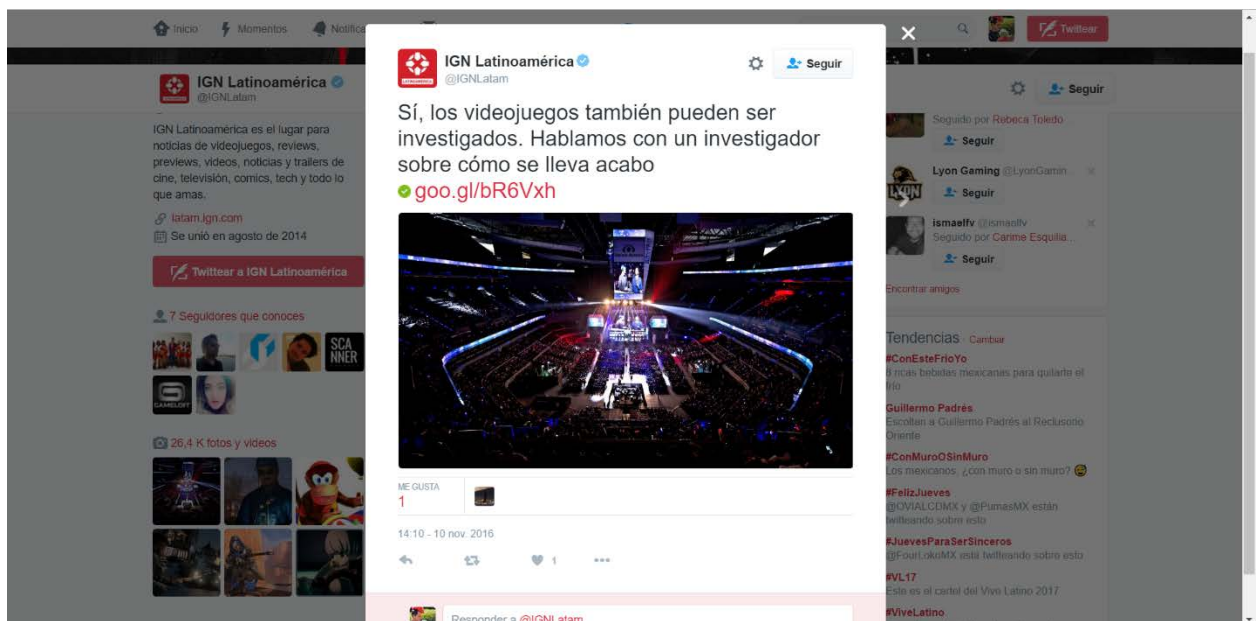 Inicio
Momentos
Notifica
Twittear
IGN Latinoamérica
@IGNLatam
IGN Latinoamérica es el lugar para
noticias de videojuegos, reviews,
previews, videos, noticias y trailers de
cine, televisión, comics, tech y todo lo
que amas.
latam.ign.com
Se unió en agosto de 2014
Twittear a IGN Latinoamérica
7 Seguidores que conoces
SCA
NNER
GAMELOFT
26,4 K fotos y videos
IGN Latinoamérica
@IGNLatam
Seguir
Sí, los videojuegos también pueden ser
investigados. Hablamos con un investigador
sobre cómo se lleva acabo
goo.gl/bR6Vxh
ME GUSTA
1
14:10 - 10 nov. 2016
1
Responder a @IGNLatam
Seguir
Seguido por Rebeca Toledo
Seguir
Lyon Gaming @LyonGamin...
LYON
Seguir
ismaelfv @ismaelfv
Seguido por Carime Esquilia...
Seguir
Encontrar amigos
Tendencias · Cambiar
#ConEsteFrioYo
8 ricas bebidas mexicanas para quitarte el
frío
Guillermo Padrés
Escoltan a Guillermo Padrés al Reclusorio
Oriente
#ConMuroOSinMuro
Los mexicanos, ¿con muro o sin muro?
#FelizJueves
@OVIALCDMX y @PumasMX están
twitteando sobre esto
#JuevesParaSerSinceros
@FourLokoMX está twitteando sobre esto
#VL17
Este es el cartel del Vive Latino 2017
#ViveLatino